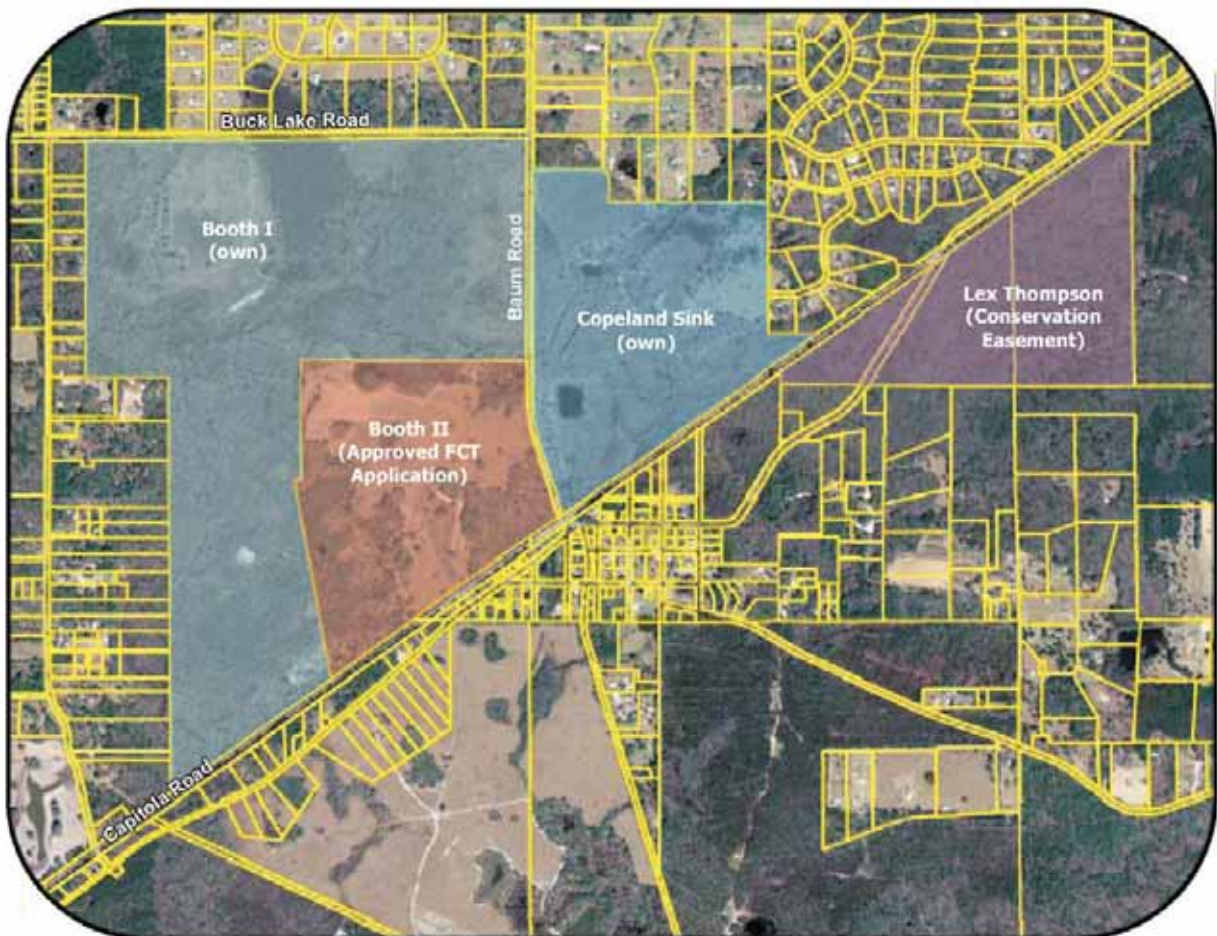 Buck Lake Road
Booth I
(own)
Baum Road
Copeland Sink
(own)
Lex Thompson
(Conservation
Easement)
Booth II
(Approved FCT
Application)
Capitola Road